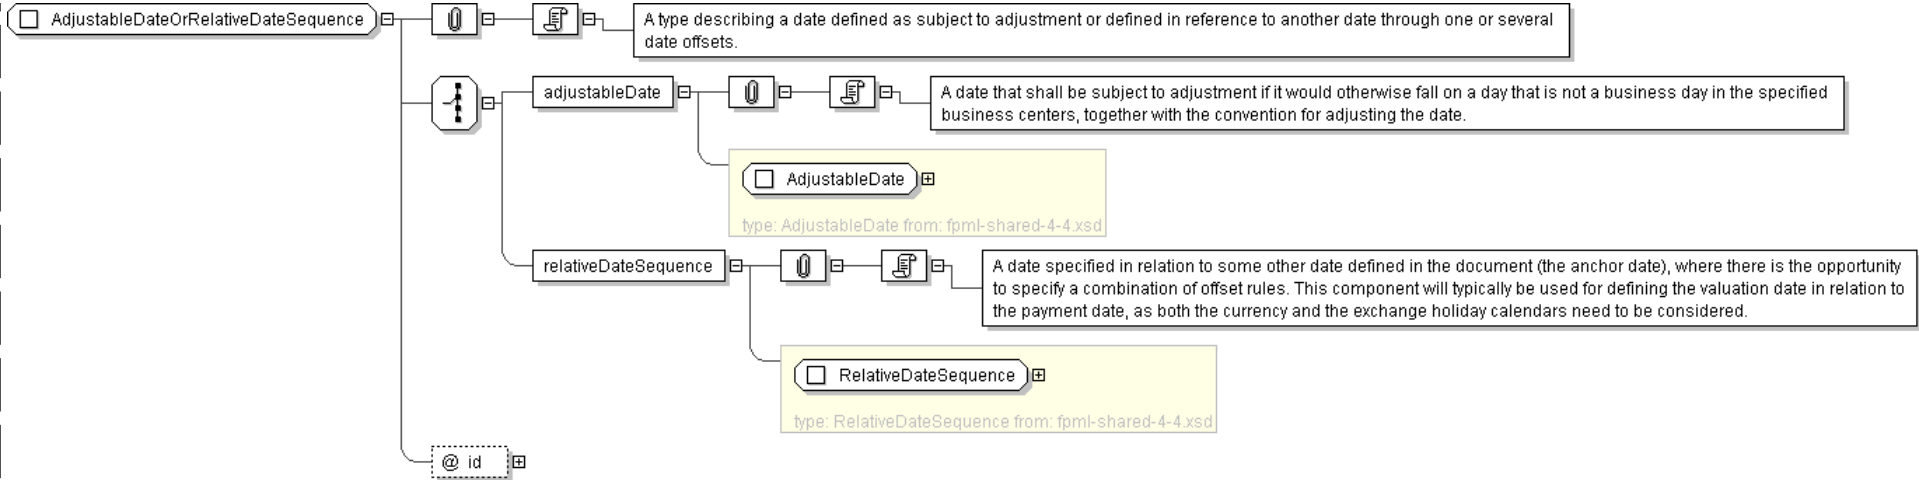 AdjustableDateOrRelativeDateSequence
A type describing a date defined as subject to adjustment or defined in reference to another date through one or several
date offsets.
adjustableDate
A date that shall be subject to adjustment if it would otherwise fall on a day that is not a business day in the specified
business centers, together with the convention for adjusting the date.
AdjustableDate
type: AdjustableDate from: fpml-shared-4-4.xsd
relativeDateSequence
A date specified in relation to some other date defined in the document (the anchor date), where there is the opportunity
to specify a combination of offset rules. This component will typically be used for defining the valuation date in relation to
the payment date, as both the currency and the exchange holiday calendars need to be considered.
RelativeDateSequence
type: RelativeDateSequence from: fpml-shared-4-4.xsd
@ id